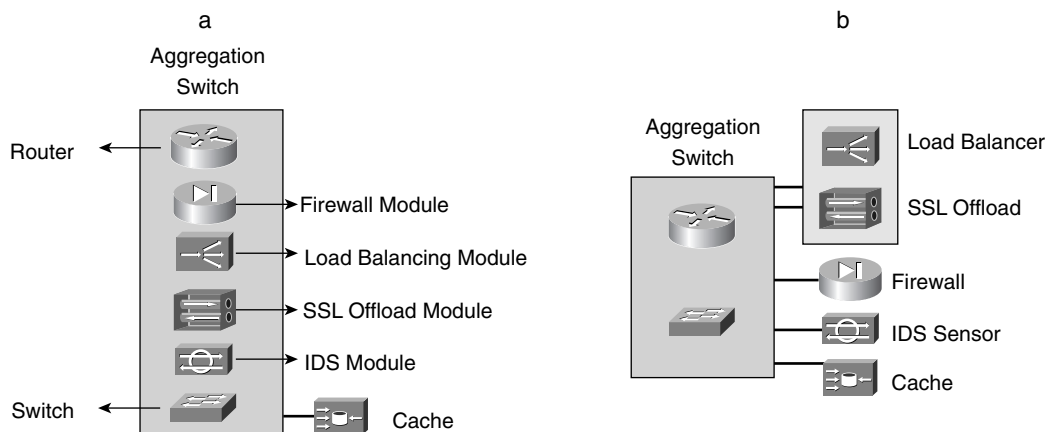 a
Aggregation
Switch
Router
Firewall Module
Load Balancing Module
SSL Offload Module
IDS Module
Switch
Cache
b
Aggregation
Switch
Load Balancer
SSL Offload
Firewall
IDS Sensor
Cache